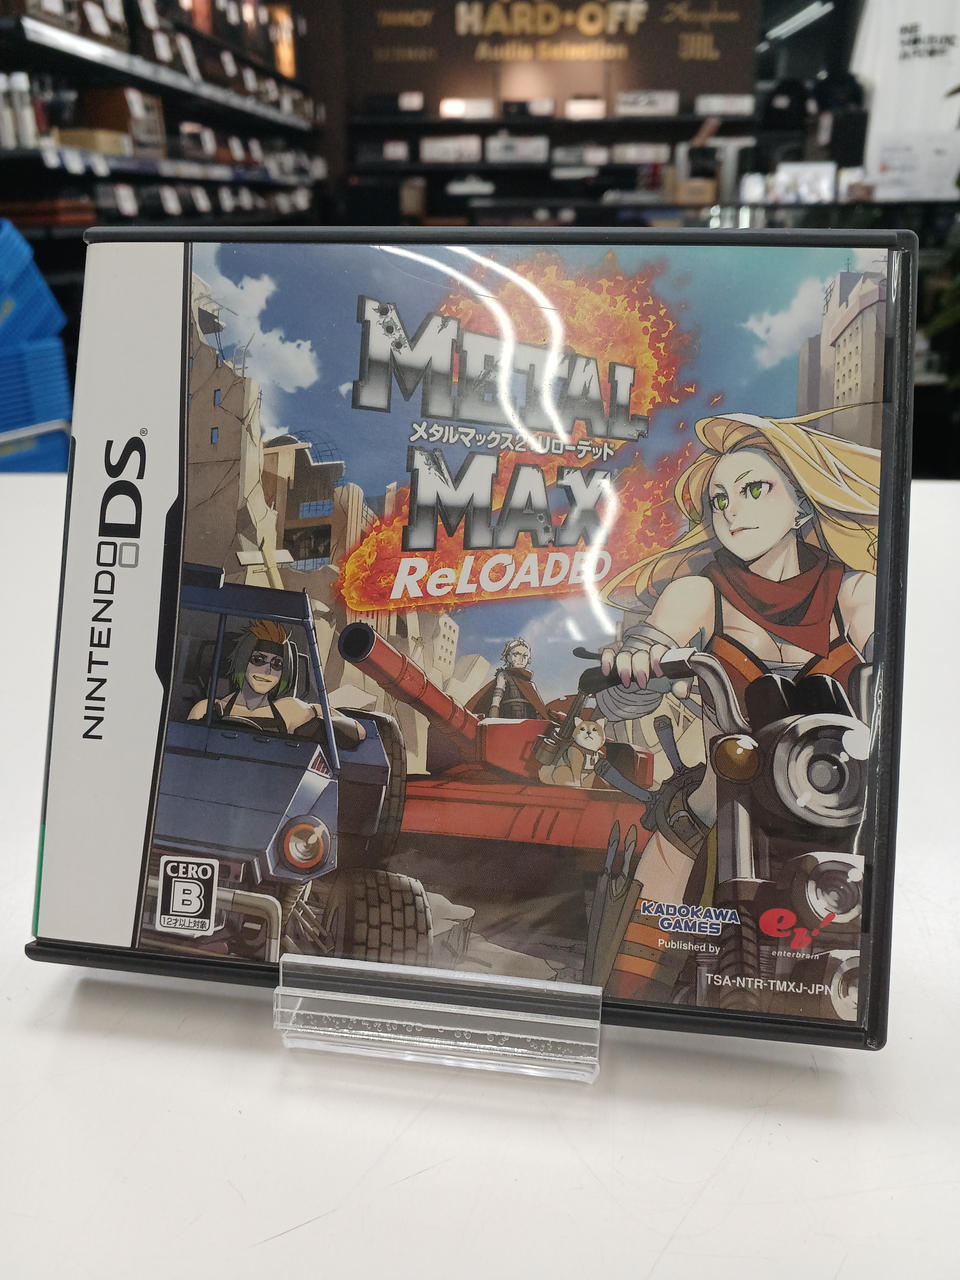 HARD•OFF
Audio Selection
JBL
NINTENDO DS®
METAL
メタルマックス2:リローデッド
MAX
ReLOADED
CERO
B
12才以上対象
KADOKAWA
GAMES
Published by
eb!
enterbrain
TSA-NTR-TMXJ-JPN